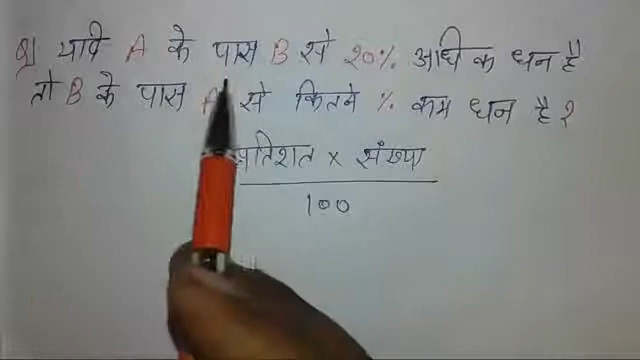 Q) यदि A के पास B से 20% अधिक धन है
तो B के पास A से कितने % कम धन है ?
प्रतिशत x संख्या
100